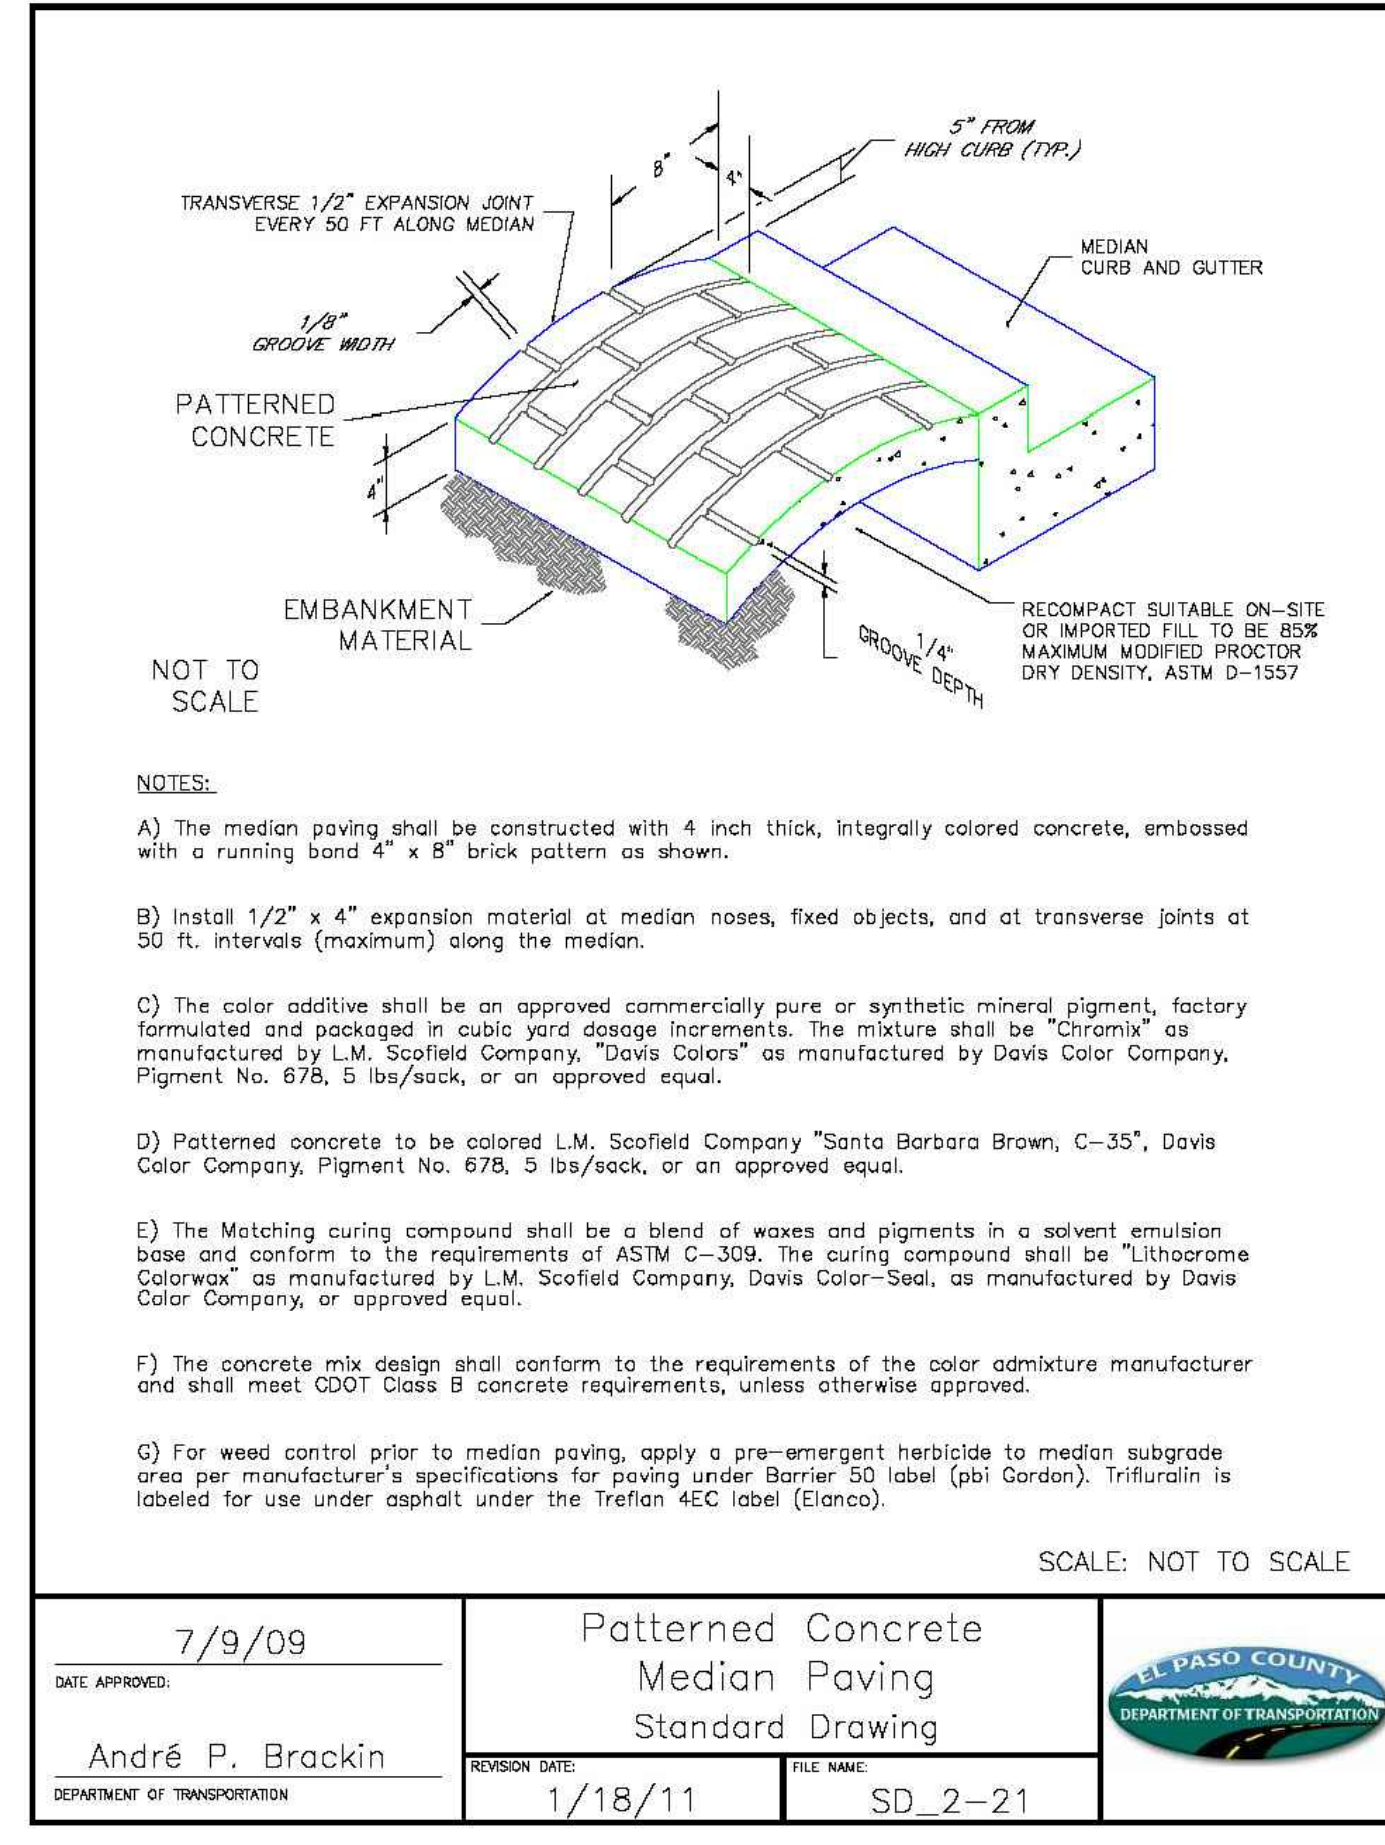 5" FROM
HIGH CURB (TYP.)
8"
4"
TRANSVERSE 1/2" EXPANSION JOINT
EVERY 50 FT ALONG MEDIAN
MEDIAN
CURB AND GUTTER
1/8"
GROOVE WIDTH
PATTERNED
CONCRETE
4"
EMBANKMENT
MATERIAL
RECOMPACT SUITABLE ON-SITE
OR IMPORTED FILL TO BE 85%
MAXIMUM MODIFIED PROCTOR
DRY DENSITY, ASTM D-1557
1/4"
GROOVE DEPTH
NOT TO
SCALE
NOTES:
A) The median paving shall be constructed with 4 inch thick, integrally colored concrete, embossed
with a running bond 4" x 8" brick pattern as shown.
B) Install 1/2" x 4" expansion material at median noses, fixed objects, and at transverse joints at
50 ft. intervals (maximum) along the median.
C) The color additive shall be an approved commercially pure or synthetic mineral pigment, factory
formulated and packaged in cubic yard dosage increments. The mixture shall be "Chromix" as
manufactured by L.M. Scofield Company, "Davis Colors" as manufactured by Davis Color Company,
Pigment No. 678, 5 lbs/sack, or an approved equal.
D) Patterned concrete to be colored L.M. Scofield Company "Santa Barbara Brown, C-35", Davis
Color Company, Pigment No. 678, 5 lbs/sack, or an approved equal.
E) The Matching curing compound shall be a blend of waxes and pigments in a solvent emulsion
base and conform to the requirements of ASTM C-309. The curing compound shall be "Lithocrome
Colorwax" as manufactured by L.M. Scofield Company, Davis Color-Seal, as manufactured by Davis
Color Company, or approved equal.
F) The concrete mix design shall conform to the requirements of the color admixture manufacturer
and shall meet CDOT Class B concrete requirements, unless otherwise approved.
G) For weed control prior to median paving, apply a pre-emergent herbicide to median subgrade
area per manufacturer's specifications for paving under Barrier 50 label (pbi Gordon). Trifluralin is
labeled for use under asphalt under the Treflan 4EC label (Elanco).
SCALE: NOT TO SCALE
7/9/09
DATE APPROVED:
André P. Brackin
DEPARTMENT OF TRANSPORTATION
Patterned Concrete
Median Paving
Standard Drawing
REVISION DATE:
1/18/11
FILE NAME:
SD_2-21
EL PASO COUNTY
DEPARTMENT OF TRANSPORTATION